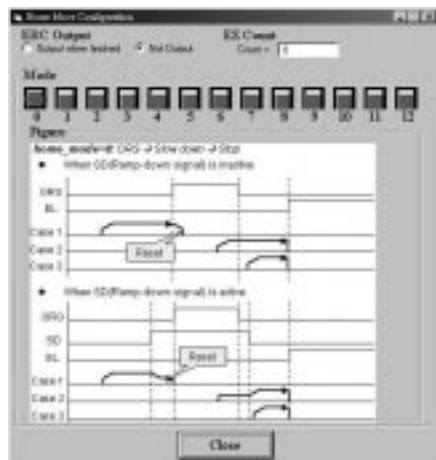 Home Move Configuration
ERC Output
Output when finished
Not Output
EZ Count
Count =
Mode
0 1 2 3 4 5 6 7 8 9 10 11 12
Figure
home_mode=0: ORG → Slow down → Stop
When SD(Ramp-down signal) is inactive.
ORG
EL
Case 1
Reset
Case 2
Case 3
When SD(Ramp-down signal) is active.
ORG
SD
EL
Reset
Case 1
Case 2
Case 3
Close